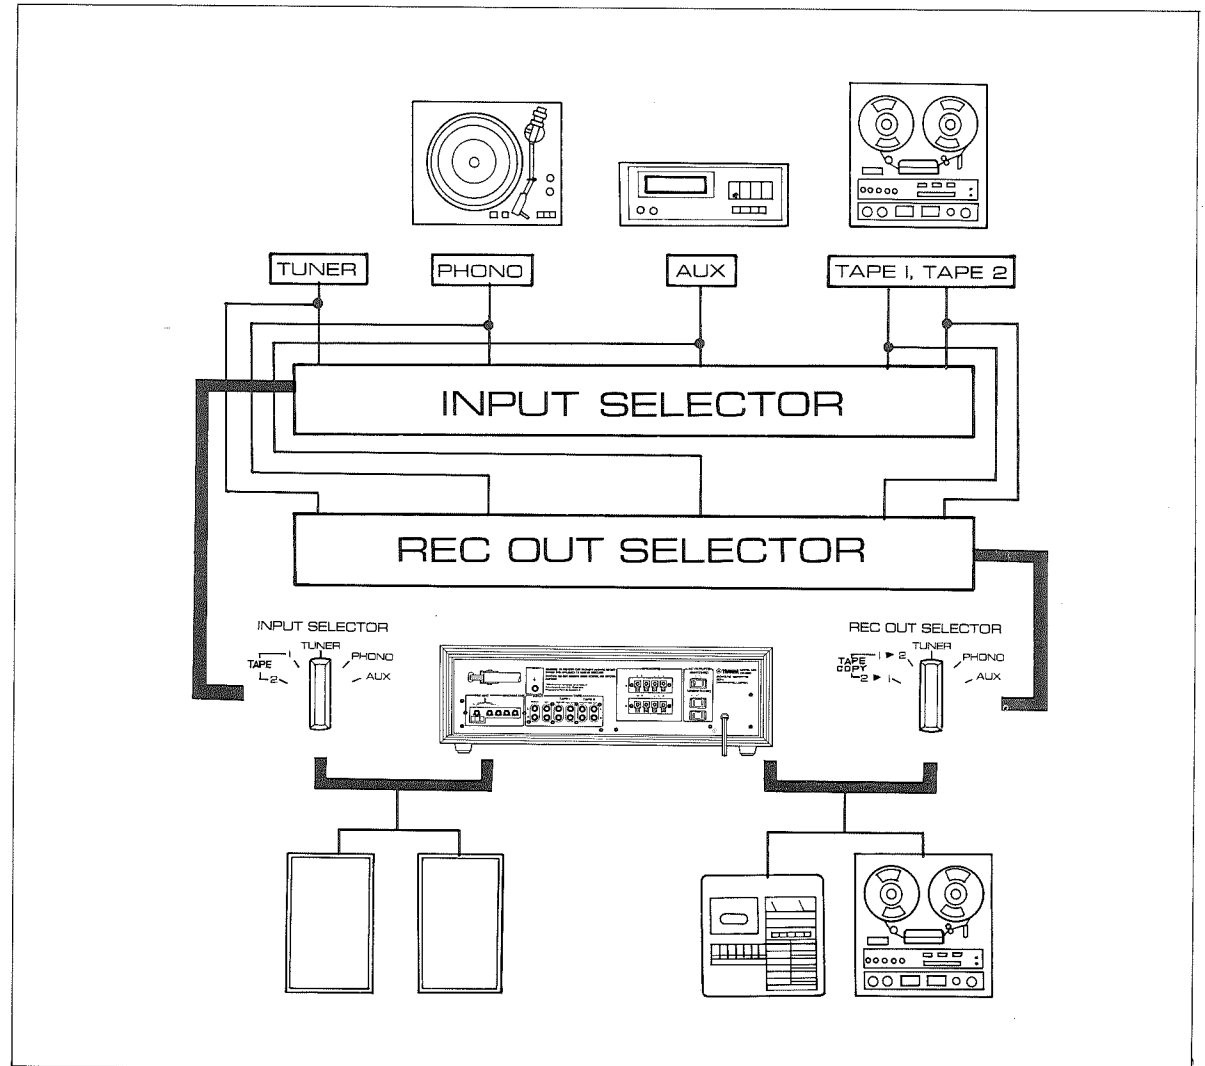 TUNER
PHONO
AUX
TAPE 1, TAPE 2
INPUT SELECTOR
REC OUT SELECTOR
INPUT SELECTOR
TUNER
PHONO
AUX
TAPE
1
2
REC OUT SELECTOR
TUNER
PHONO
AUX
TAPE
COPY
1 ▶ 2
2 ▶ 1